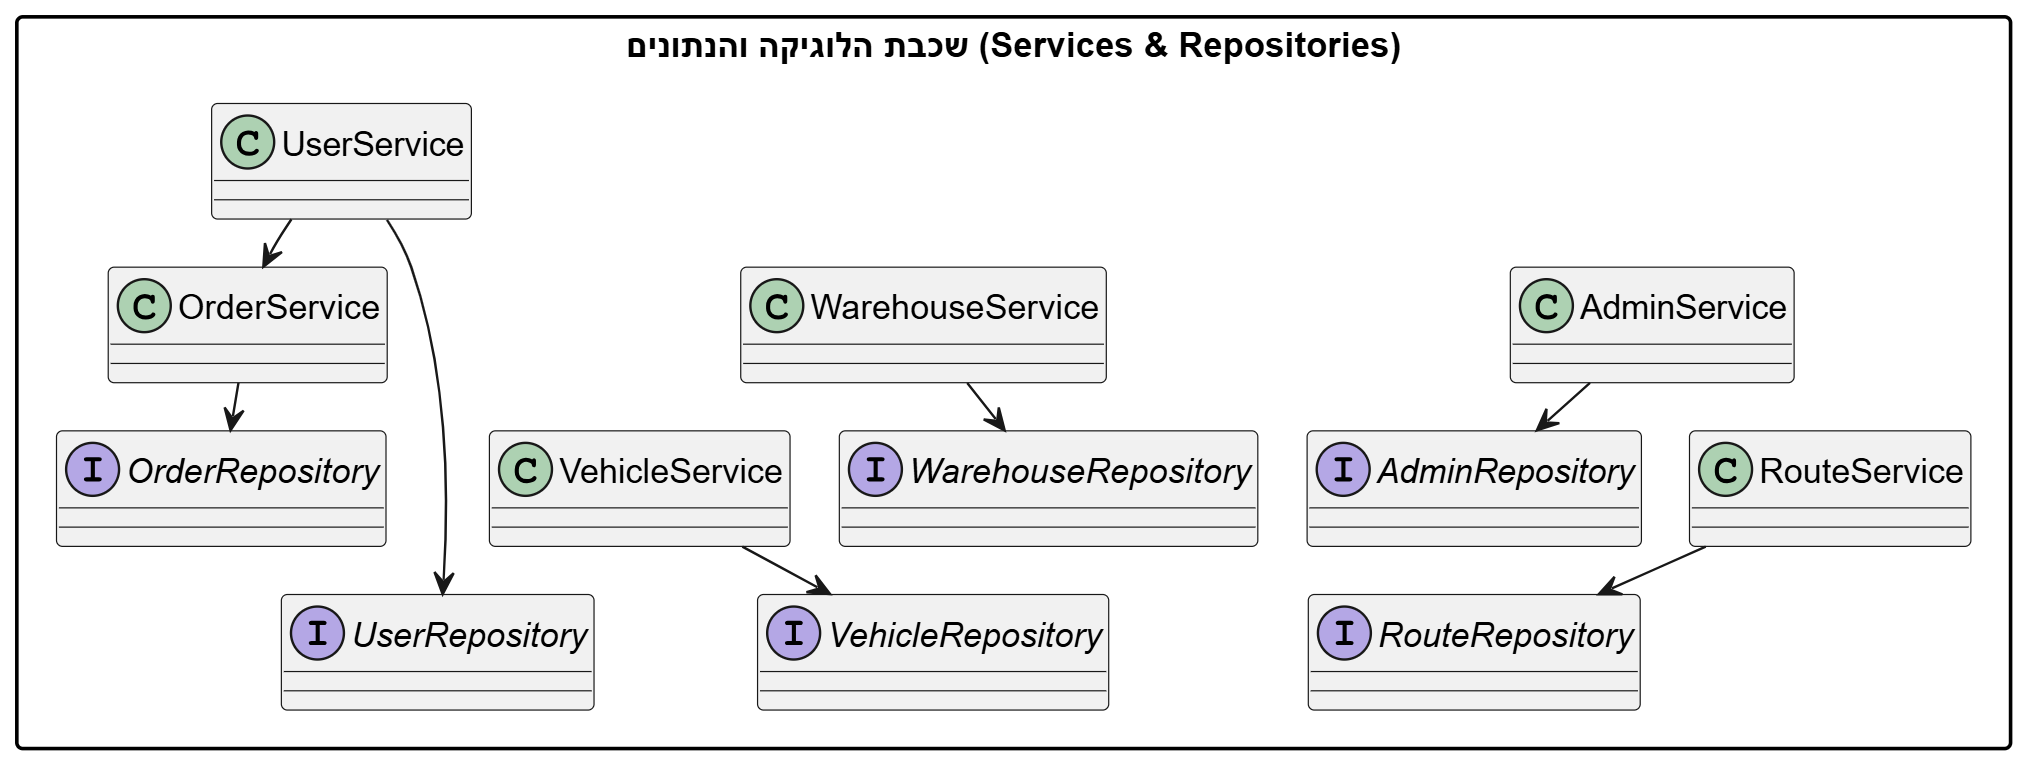 שכבת הלוגיקה והנתונים (Services & Repositories)
C UserService
C OrderService
C WarehouseService
C AdminService
I OrderRepository
C VehicleService
I WarehouseRepository
I AdminRepository
C RouteService
I UserRepository
I VehicleRepository
I RouteRepository